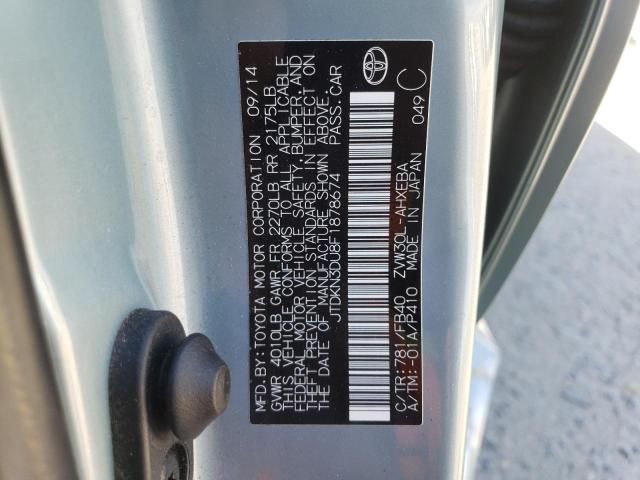 MFD.BY:TOYOTA MOTOR CORPORATION 09/14
GVWR 4010LB GAWR FR 2270LB RR 2175LB
THIS VEHICLE CONFORMS TO ALL APPLICABLE
FEDERAL MOTOR VEHICLE SAFETY, BUMPER, AND
THEFT PREVENTION STANDARDS IN EFFECT ON
THE DATE OF MANUFACTURE SHOWN ABOVE.
JTDKN3DU8F1878674 PASS.CAR
C/TR:781/FB40 ZVW30L-AHXEBA
A/TM:-01A/P410 MADE IN JAPAN
049 C